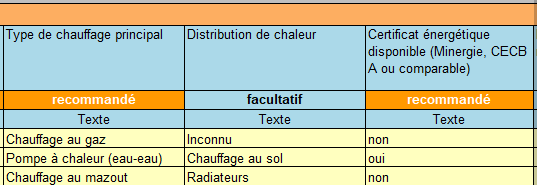 Type de chauffage principal Distribution de chaleur Certificat énergétique
disponible (Minergie, CECB
A ou comparable)
recommandé facultatif recommandé
Texte Texte Texte
Chauffage au gaz Inconnu non
Pompe à chaleur (eau-eau) Chauffage au sol oui
Chauffage au mazout Radiateurs non